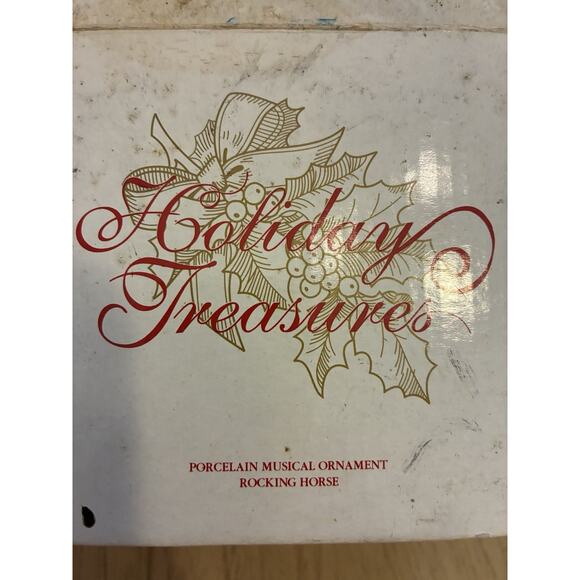 Holiday
Treasures
PORCELAIN MUSICAL ORNAMENT
ROCKING HORSE